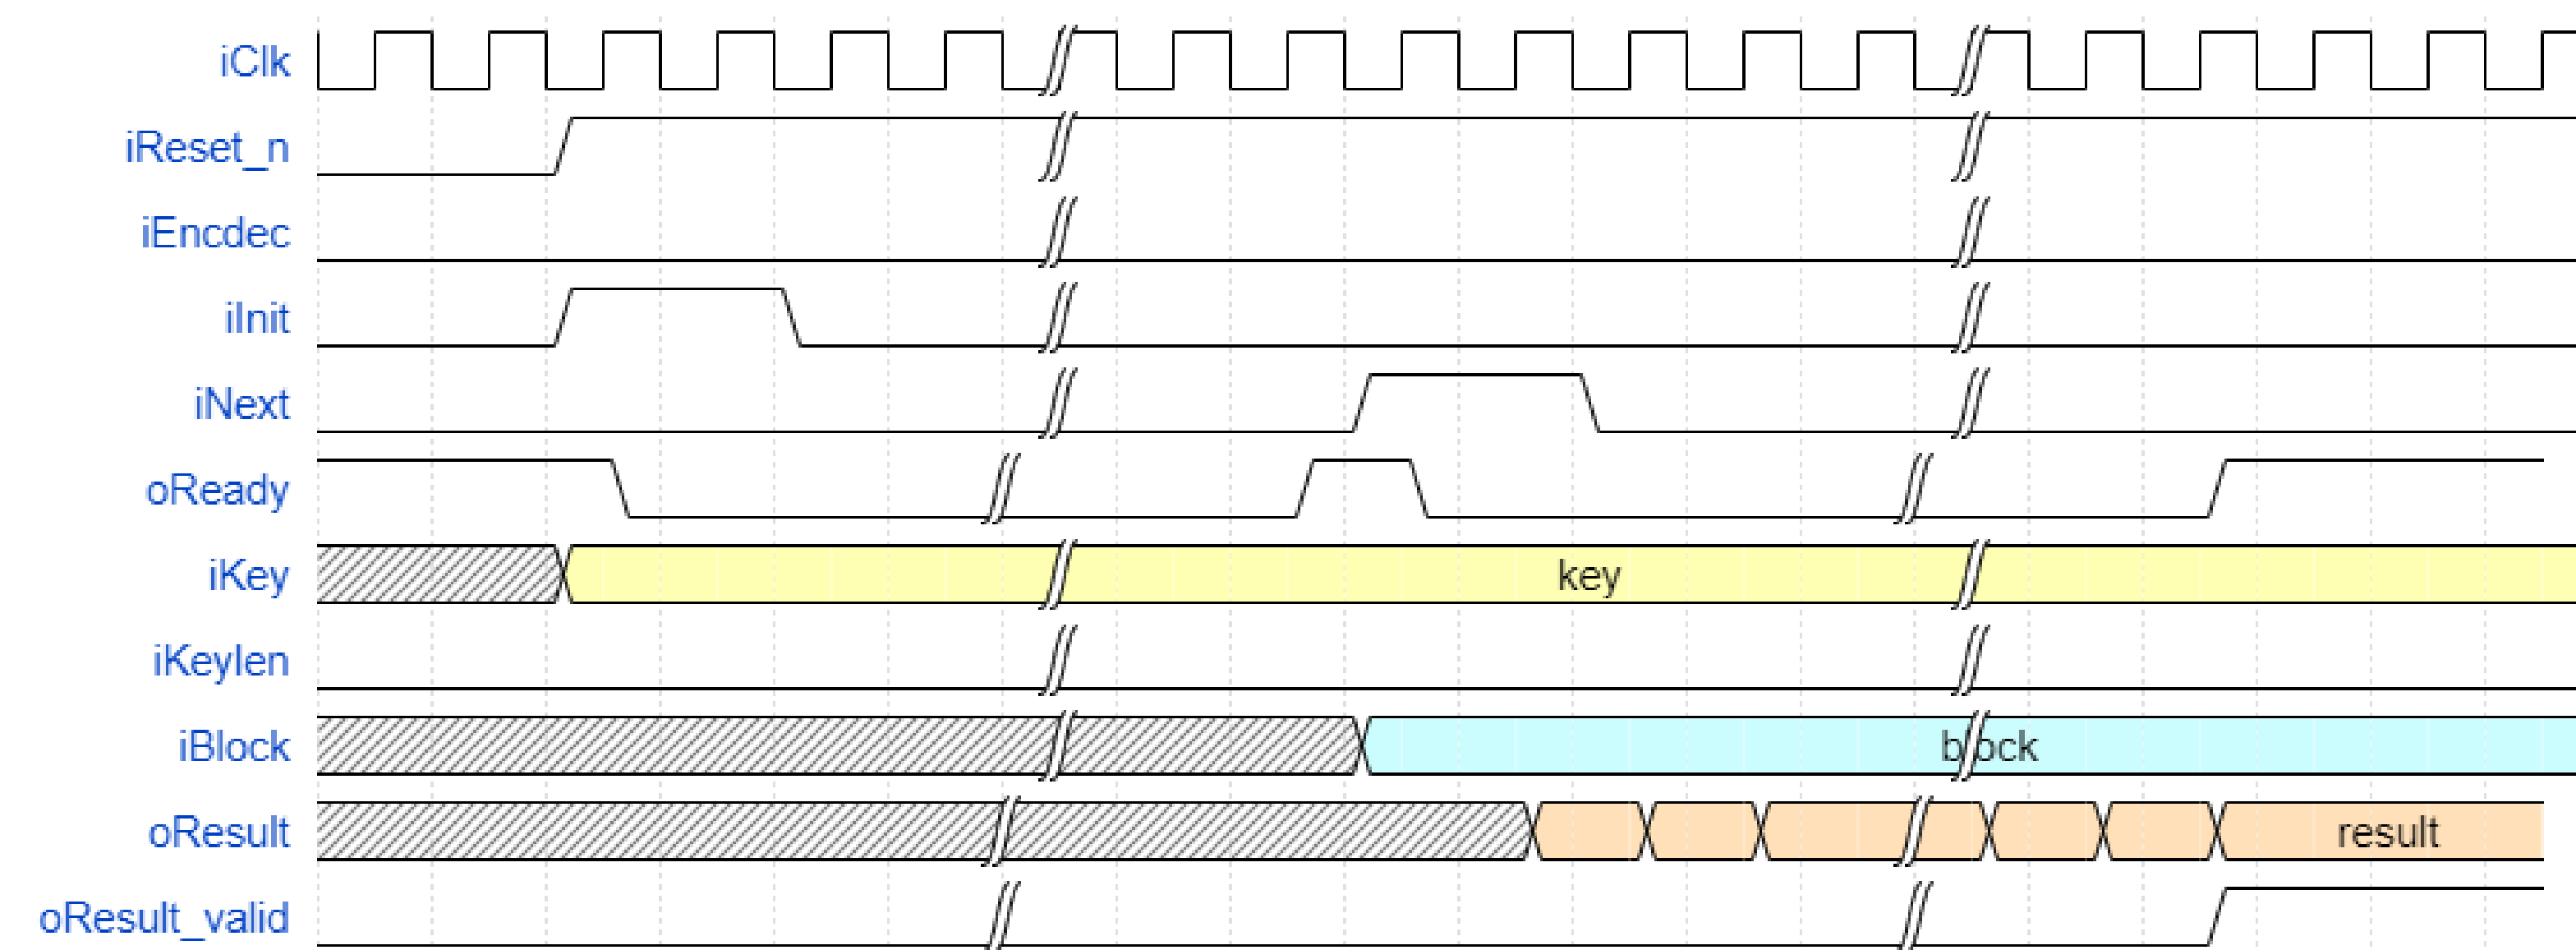 iClk
iReset_n
iEncdec
iInit
iNext
oReady
iKey
key
iKeylen
iBlock
block
oResult
result
oResult_valid